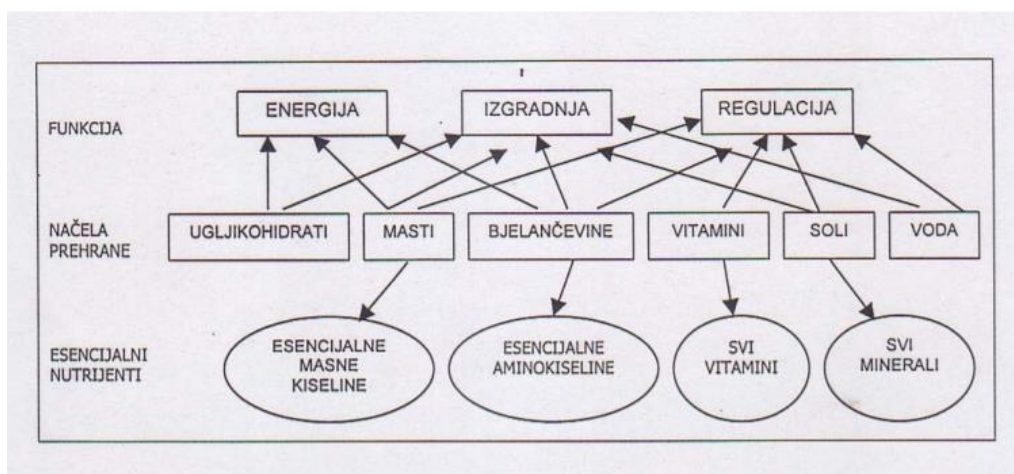 FUNKCIJA
ENERGIJA
IZGRADNJA
REGULACIJA
NAČELA
PREHRANE
UGLJIKOHIDRATI
MASTI
BJELANČEVINE
VITAMINI
SOLI
VODA
ESENCIJALNI
NUTRIJENTI
ESENCIJALNE
MASNE
KISELINE
ESENCIJALNE
AMINOKISELINE
SVI
VITAMINI
SVI
MINERALI